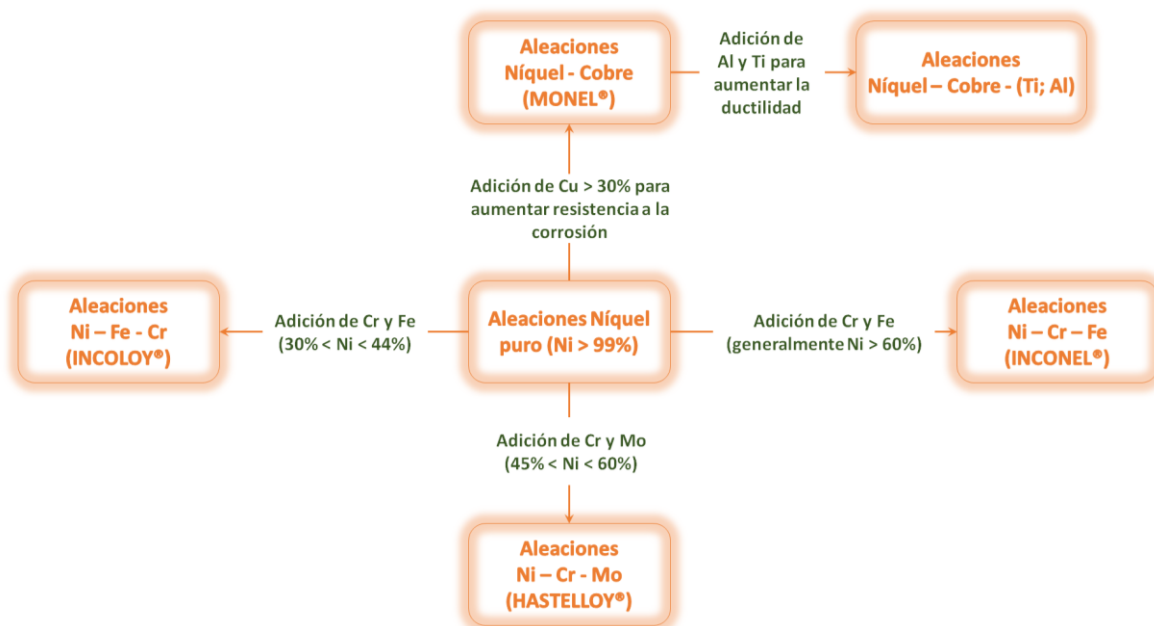 Aleaciones
Níquel - Cobre
(MONEL®)
Adición de
Al y Ti para
aumentar la
ductilidad
Aleaciones
Níquel – Cobre - (Ti; Al)
Adición de Cu > 30% para
aumentar resistencia a la
corrosión
Aleaciones
Ni – Fe - Cr
(INCOLOY®)
Adición de Cr y Fe
(30% < Ni < 44%)
Aleaciones Níquel
puro (Ni > 99%)
Adición de Cr y Fe
(generalmente Ni > 60%)
Aleaciones
Ni – Cr – Fe
(INCONEL®)
Adición de Cr y Mo
(45% < Ni < 60%)
Aleaciones
Ni – Cr - Mo
(HASTELLOY®)